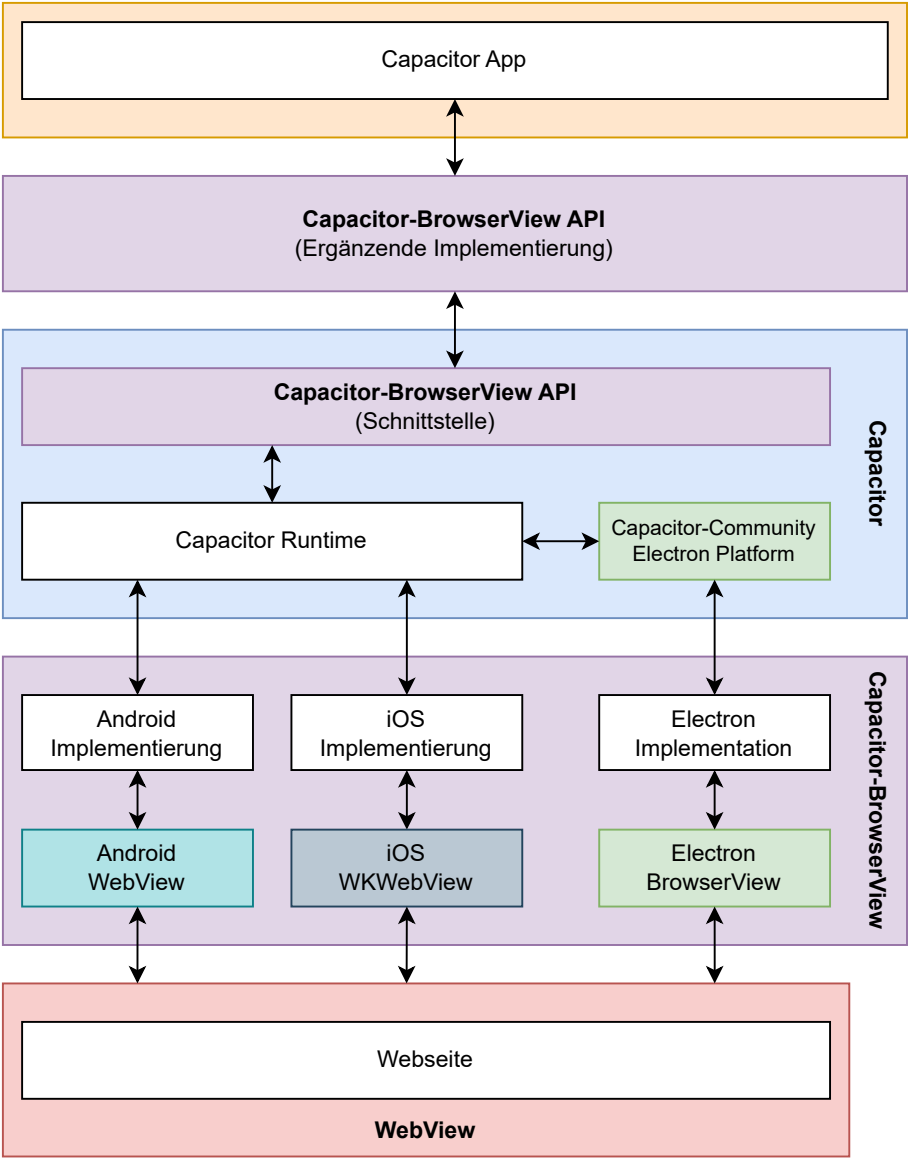 Capacitor App
Capacitor-BrowserView API
(Ergänzende Implementierung)
Capacitor-BrowserView API
(Schnittstelle)
Capacitor
Capacitor Runtime
Capacitor-Community
Electron Platform
Capacitor-BrowserView
Android
Implementierung
iOS
Implementierung
Electron
Implementation
Android
WebView
iOS
WKWebView
Electron
BrowserView
Webseite
WebView